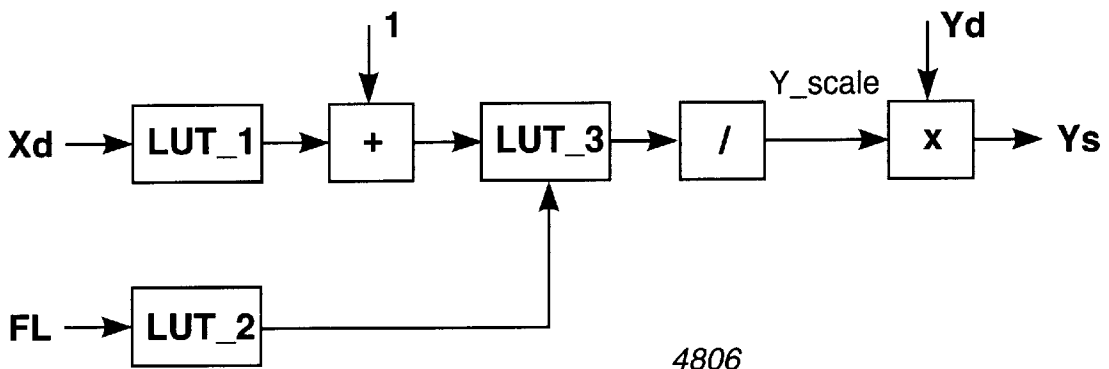 1
Yd
Y_scale
Xd LUT_1 + LUT_3 / x Ys
FL LUT_2
4806